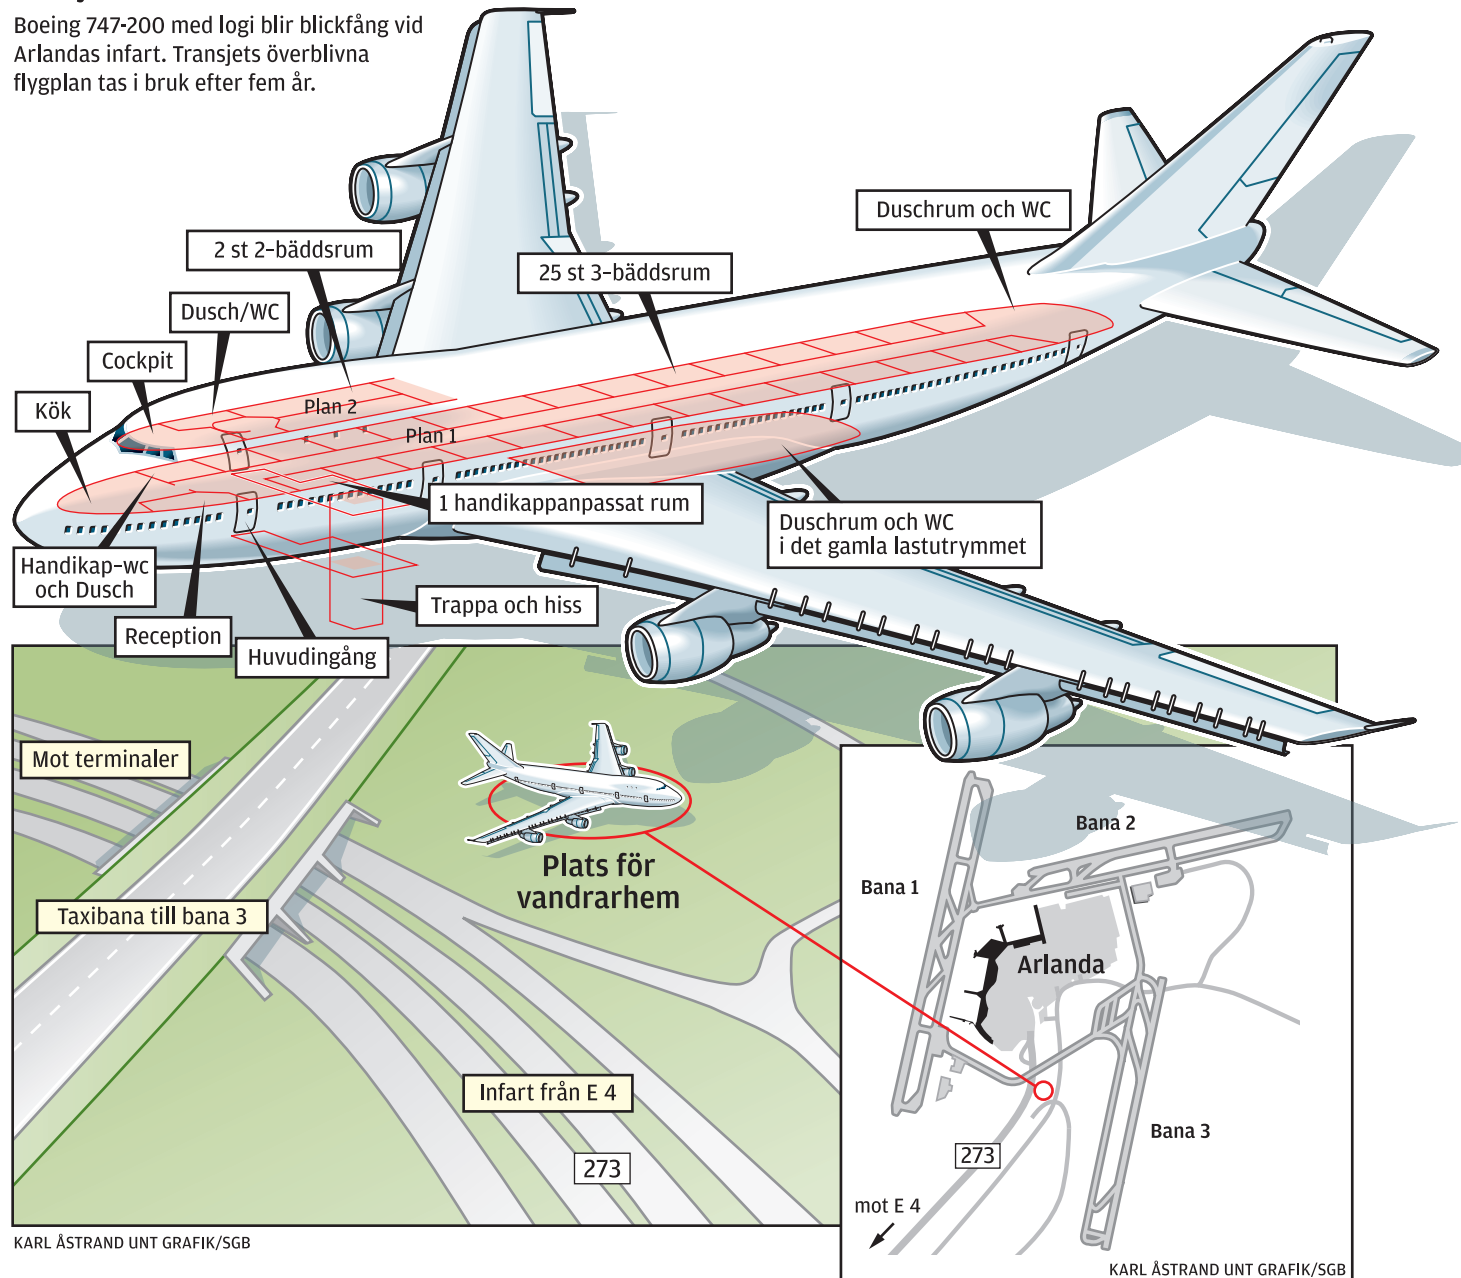 Boeing 747-200 med logi blir blickfång vid
Arlandas infart. Transjets överblivna
flygplan tas i bruk efter fem år.
Duschrum och WC
2 st 2-bäddsrum
25 st 3-bäddsrum
Dusch/WC
Cockpit
Kök
Plan 2
Plan 1
1 handikappanpassat rum
Duschrum och WC
i det gamla lastutrymmet
Handikap-wc
och Dusch
Trappa och hiss
Reception
Huvudingång
Mot terminaler
Taxibana till bana 3
Plats för
vandrarhem
Infart från E 4
273
Bana 2
Bana 1
Arlanda
Bana 3
273
mot E 4
KARL ÅSTRAND UNT GRAFIK/SGB
KARL ÅSTRAND UNT GRAFIK/SGB